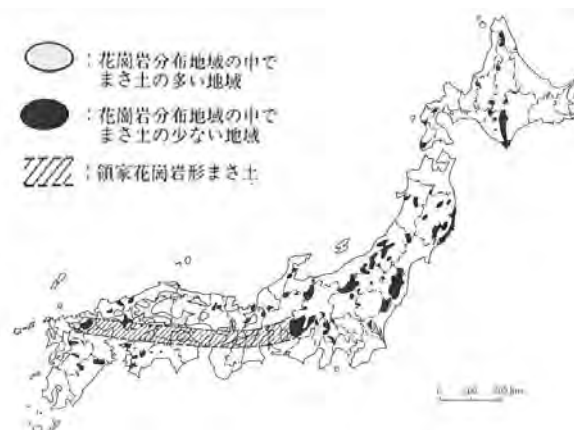 ：花崗岩分布地域の中で
まさ土の多い地域
：花崗岩分布地域の中で
まさ土の少ない地域
：領家花崗岩形まさ土